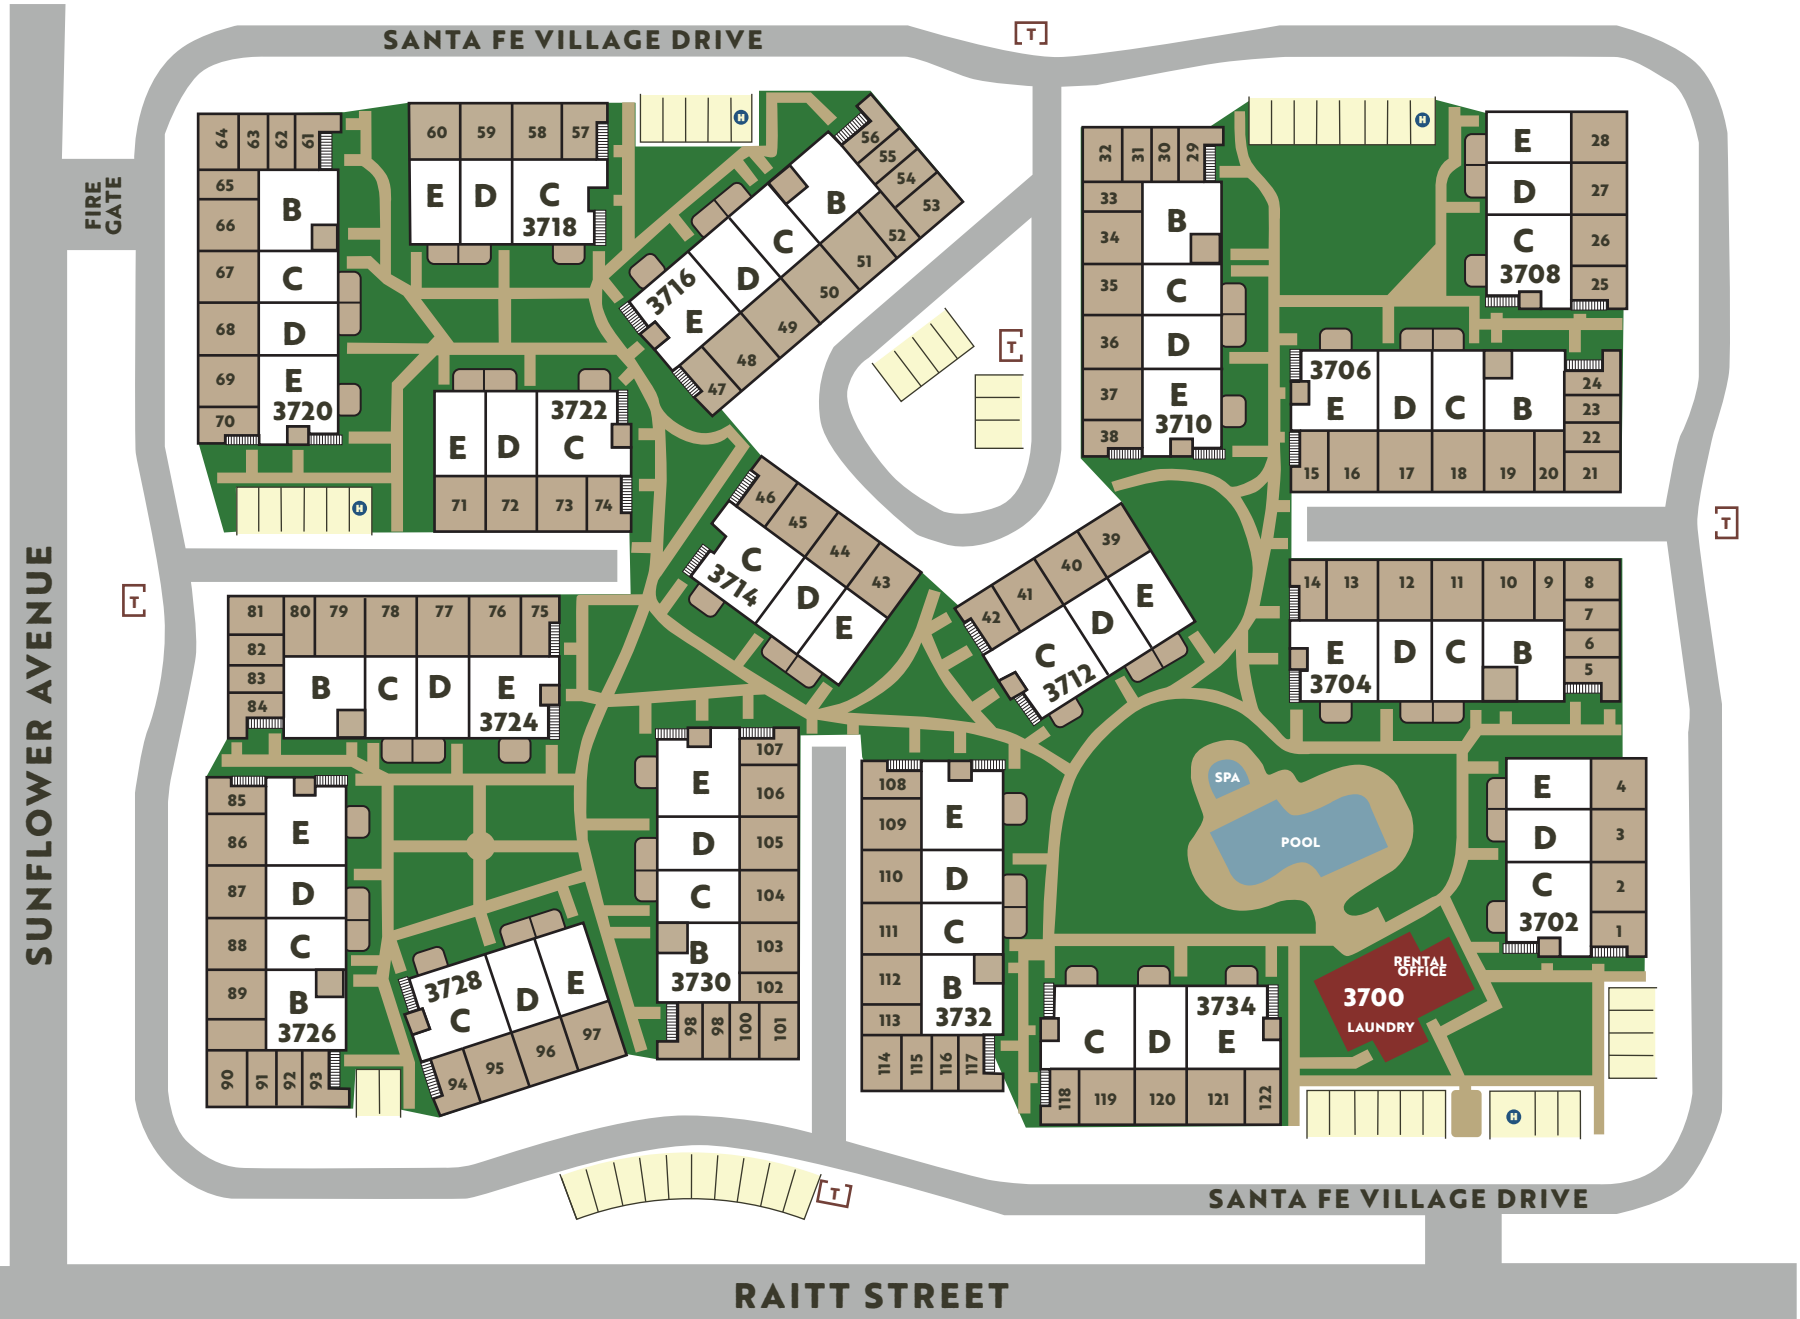 SANTA FE VILLAGE DRIVE
T
FIRE
GATE
SUNFLOWER AVENUE
64 63 62 61
65
66
67
68
69
70
B
C
D
E
3720
H
60 59 58 57
E D C
3718
H
56
55
54
53
52
51
50
49
48
47
B
C
D
3716
E
3722
E D C
71 72 73 74
T
32 31 30 29
33
34
35
36
37
38
B
C
D
E
3710
H
E
D
C
3708
28
27
26
25
3706
E D C B
24
23
22
21
15 16 17 18 19 20
T
46
45
44
43
C
3714
D
E
39
40
41
42
E
D
C
3712
14 13 12 11 10 9 8
7
6
5
E D C B
3704
T
81 80 79 78 77 76 75
82
83
84
B C D E
3724
85
86
87
88
89
E
D
C
B
3726
90 91 92 93
3728
C
D
E
94
95
96
97
E
D
C
B
3730
107
106
105
104
103
102
98 98 100 101
108
109
110
111
112
113
E
D
C
B
3732
114 115 116 117
SPA
POOL
E
D
C
3702
4
3
2
1
3734
C D E
118 119 120 121 122
RENTAL
OFFICE
3700
LAUNDRY
H
T
SANTA FE VILLAGE DRIVE
RAITT STREET